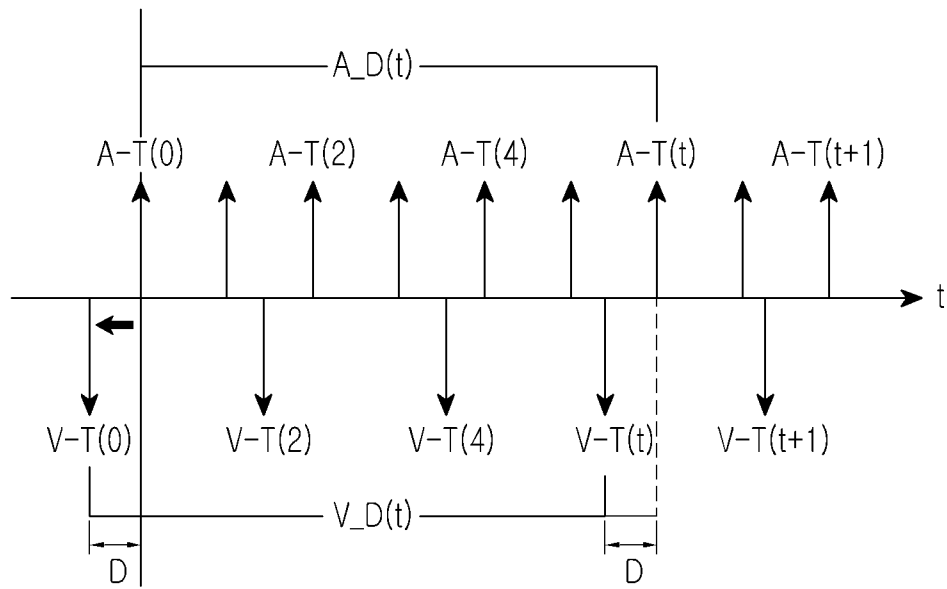 A_D(t)
A-T(0) A-T(2) A-T(4) A-T(t) A-T(t+1)
t
V-T(0) V-T(2) V-T(4) V-T(t) V-T(t+1)
V_D(t)
D D